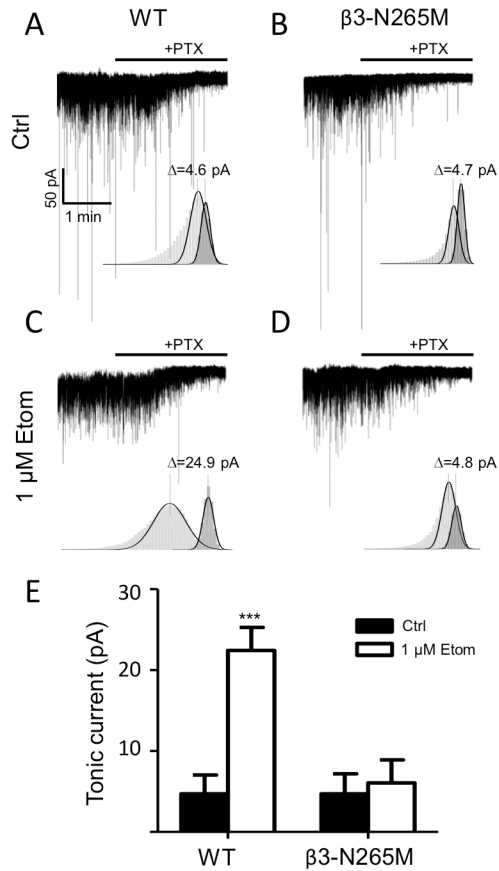 WT
β3-N265M
A
B
+PTX
+PTX
Ctrl
50 pA
1 min
Δ=4.6 pA
Δ=4.7 pA
C
D
+PTX
+PTX
1 µM Etom
Δ=24.9 pA
Δ=4.8 pA
E
Tonic current (pA)
30
20
10
***
Ctrl
1 µM Etom
WT
β3-N265M